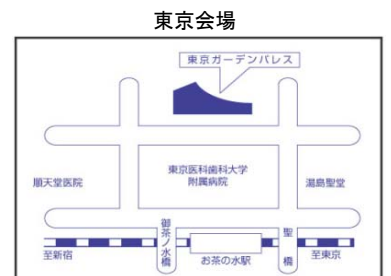 東京会場
東京ガーデンパレス
東京医科歯科大学
附属病院
順天堂医院
湯島聖堂
御茶ノ水橋
聖橋
お茶の水駅
至新宿
至東京